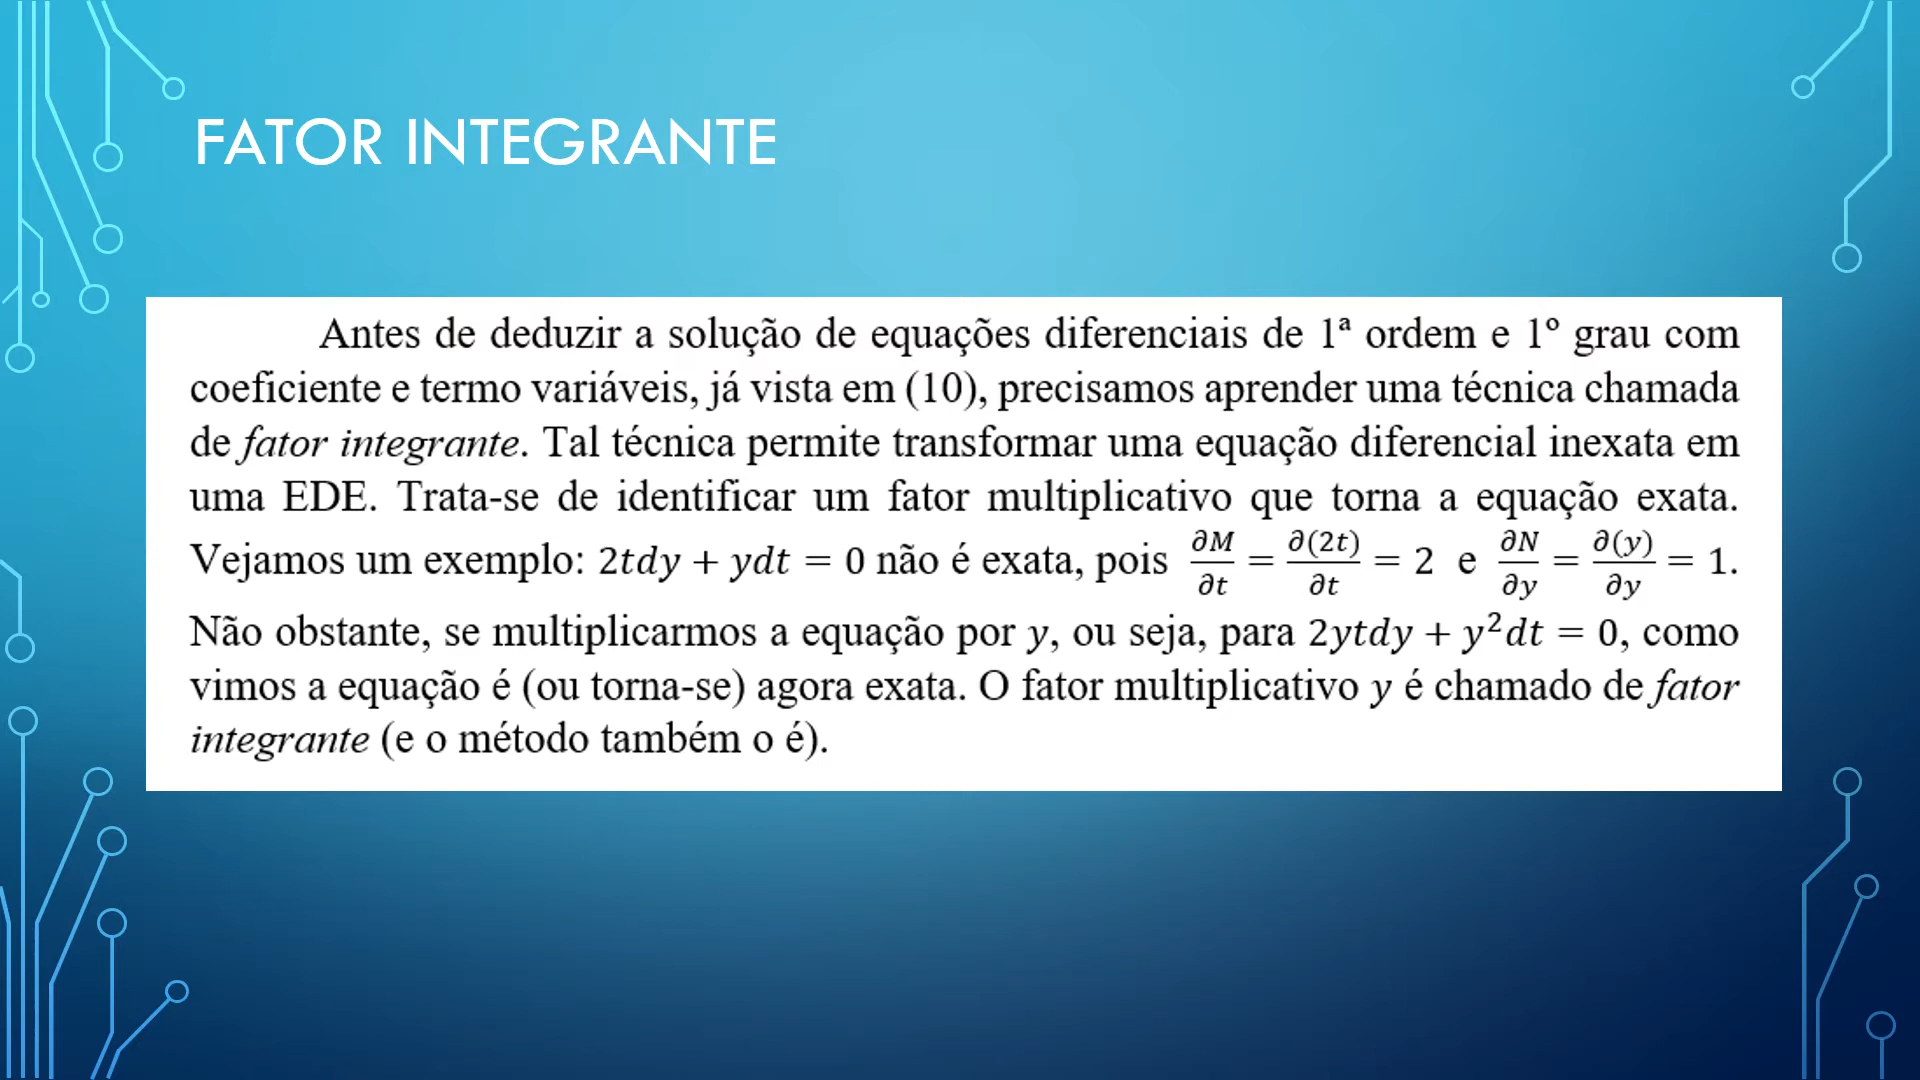 FATOR INTEGRANTE
Antes de deduzir a solução de equações diferenciais de 1ª ordem e 1º grau com
coeficiente e termo variáveis, já vista em (10), precisamos aprender uma técnica chamada
de fator integrante. Tal técnica permite transformar uma equação diferencial inexata em
uma EDE. Trata-se de identificar um fator multiplicativo que torna a equação exata.
Vejamos um exemplo: 2tdy + ydt = 0 não é exata, pois ∂M/∂t = ∂(2t)/∂t = 2 e ∂N/∂y = ∂(y)/∂y = 1.
Não obstante, se multiplicarmos a equação por y, ou seja, para 2ytdy + y²dt = 0, como
vimos a equação é (ou torna-se) agora exata. O fator multiplicativo y é chamado de fator
integrante (e o método também o é).